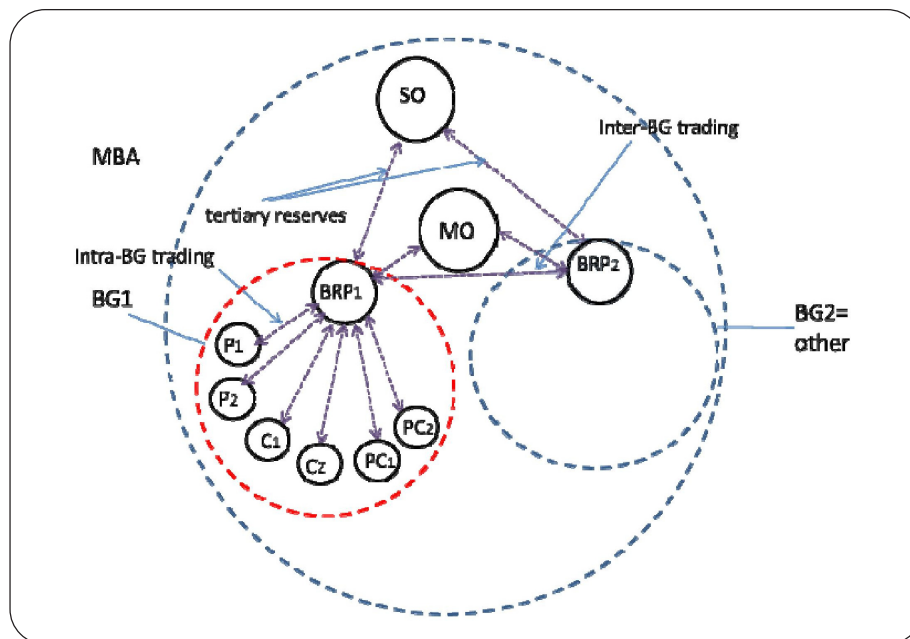 SO
Inter-BG trading
MBA
tertiary reserves
MO
Intra-BG trading
BRP2
BG1
BRP1
BG2=
other
P1
P2
C1
C2
PC1
PC2